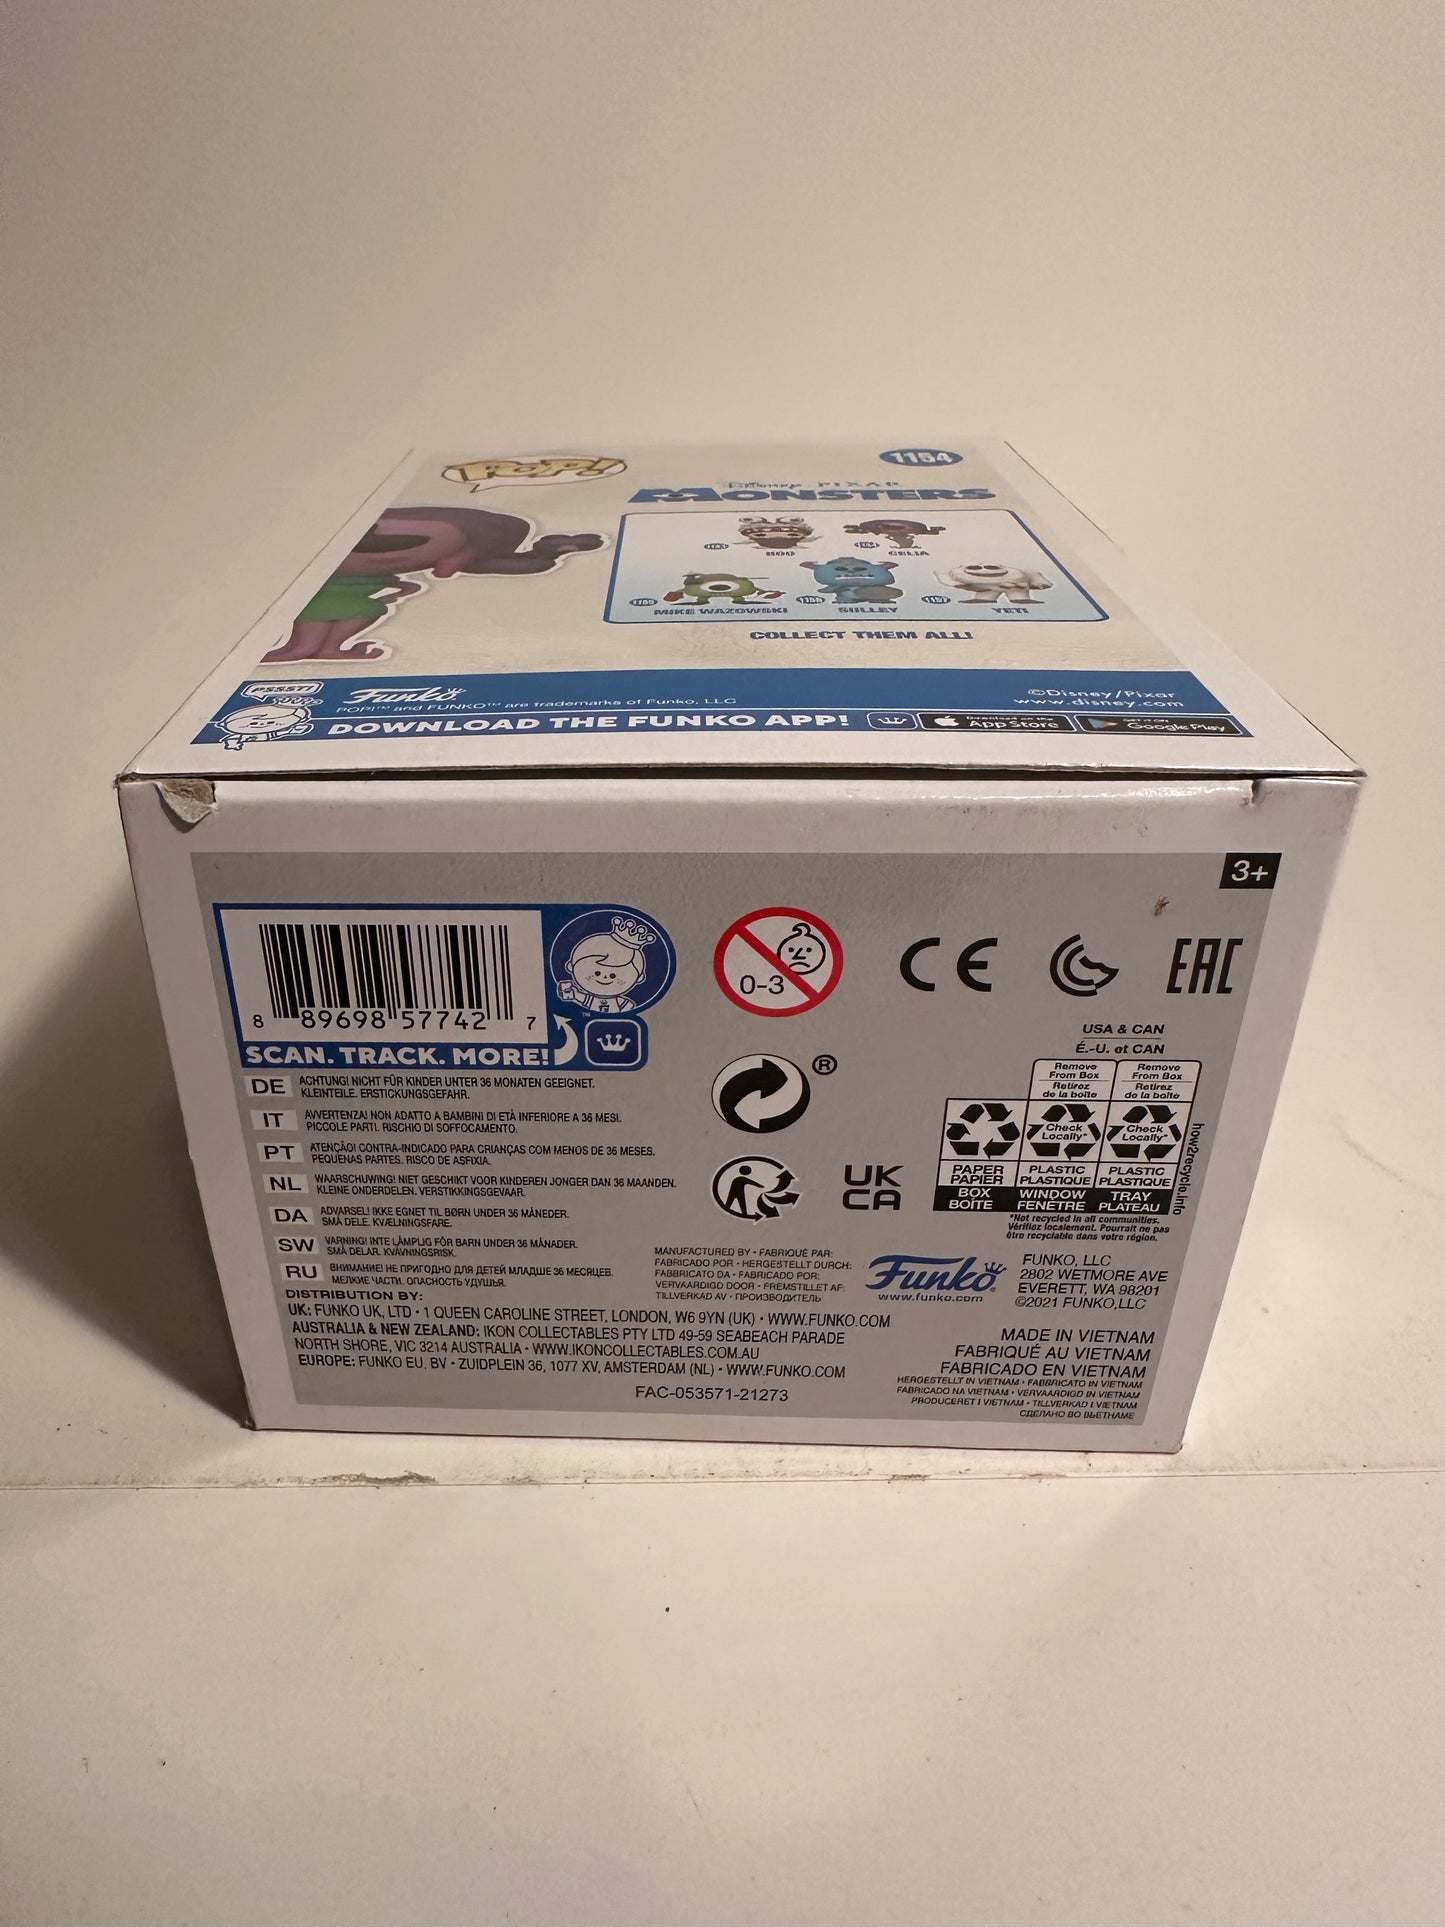 POP!
1154
Disney PIXAR
MONSTERS
BOO
CELIA
1155
MIKE WAZOWSKI
1156
SULLEY
1157
YETI
COLLECT THEM ALL!
PSSST!
Funko
POP!™ and FUNKO™ are trademarks of Funko, LLC
©Disney/Pixar
www.disney.com
DOWNLOAD THE FUNKO APP!
Download on the App Store
GET IT ON Google Play
3+
8 89698 57742 7
SCAN. TRACK. MORE!
™
0-3
CE
EAC
®
UK
CA
USA & CAN
É.-U. et CAN
Remove From Box
Retirez de la boîte
Remove From Box
Retirez de la boîte
Check Locally*
Check Locally*
PAPER PAPIER
PLASTIC PLASTIQUE
PLASTIC PLASTIQUE
BOX BOÎTE
WINDOW FENÊTRE
TRAY PLATEAU
how2recycle.info
*Not recycled in all communities.
Vérifiez localement. Pourrait ne pas
être recyclable dans votre région.
DE ACHTUNG! NICHT FÜR KINDER UNTER 36 MONATEN GEEIGNET.
KLEINTEILE. ERSTICKUNGSGEFAHR.
IT AVVERTENZA! NON ADATTO A BAMBINI DI ETÀ INFERIORE A 36 MESI.
PICCOLE PARTI. RISCHIO DI SOFFOCAMENTO.
PT ATENÇÃO! CONTRA-INDICADO PARA CRIANÇAS COM MENOS DE 36 MESES.
PEQUENAS PARTES. RISCO DE ASFIXIA.
NL WAARSCHUWING! NIET GESCHIKT VOOR KINDEREN JONGER DAN 36 MAANDEN.
KLEINE ONDERDELEN. VERSTIKKINGSGEVAAR.
DA ADVARSEL! IKKE EGNET TIL BØRN UNDER 36 MÅNEDER.
SMÅ DELE. KVÆLNINGSFARE.
SW VARNING! INTE LÄMPLIG FÖR BARN UNDER 36 MÅNADER.
SMÅ DELAR. KVÄVNINGSRISK.
RU ВНИМАНИЕ! НЕ ПРИГОДНО ДЛЯ ДЕТЕЙ МЛАДШЕ 36 МЕСЯЦЕВ.
МЕЛКИЕ ЧАСТИ. ОПАСНОСТЬ УДУШЬЯ.
MANUFACTURED BY • FABRIQUÉ PAR:
FABRICADO POR • HERGESTELLT DURCH:
FABBRICATO DA • FABRICADO POR:
VERVAARDIGD DOOR • FREMSTILLET AF:
TILLVERKAD AV • ПРОИЗВОДИТЕЛЬ:
Funko®
www.funko.com
FUNKO, LLC
2802 WETMORE AVE
EVERETT, WA 98201
©2021 FUNKO,LLC
DISTRIBUTION BY:
UK: FUNKO UK, LTD • 1 QUEEN CAROLINE STREET, LONDON, W6 9YN (UK) • WWW.FUNKO.COM
AUSTRALIA & NEW ZEALAND: IKON COLLECTABLES PTY LTD 49-59 SEABEACH PARADE
NORTH SHORE, VIC 3214 AUSTRALIA • WWW.IKONCOLLECTABLES.COM.AU
EUROPE: FUNKO EU, BV • ZUIDPLEIN 36, 1077 XV, AMSTERDAM (NL) • WWW.FUNKO.COM
FAC-053571-21273
MADE IN VIETNAM
FABRIQUÉ AU VIETNAM
FABRICADO EN VIETNAM
HERGESTELLT IN VIETNAM • FABBRICATO IN VIETNAM
FABRICADO NA VIETNAM • VERVAARDIGD IN VIETNAM
PRODUCERET I VIETNAM • TILLVERKAD I VIETNAM
СДЕЛАНО ВО ВЬЕТНАМЕ